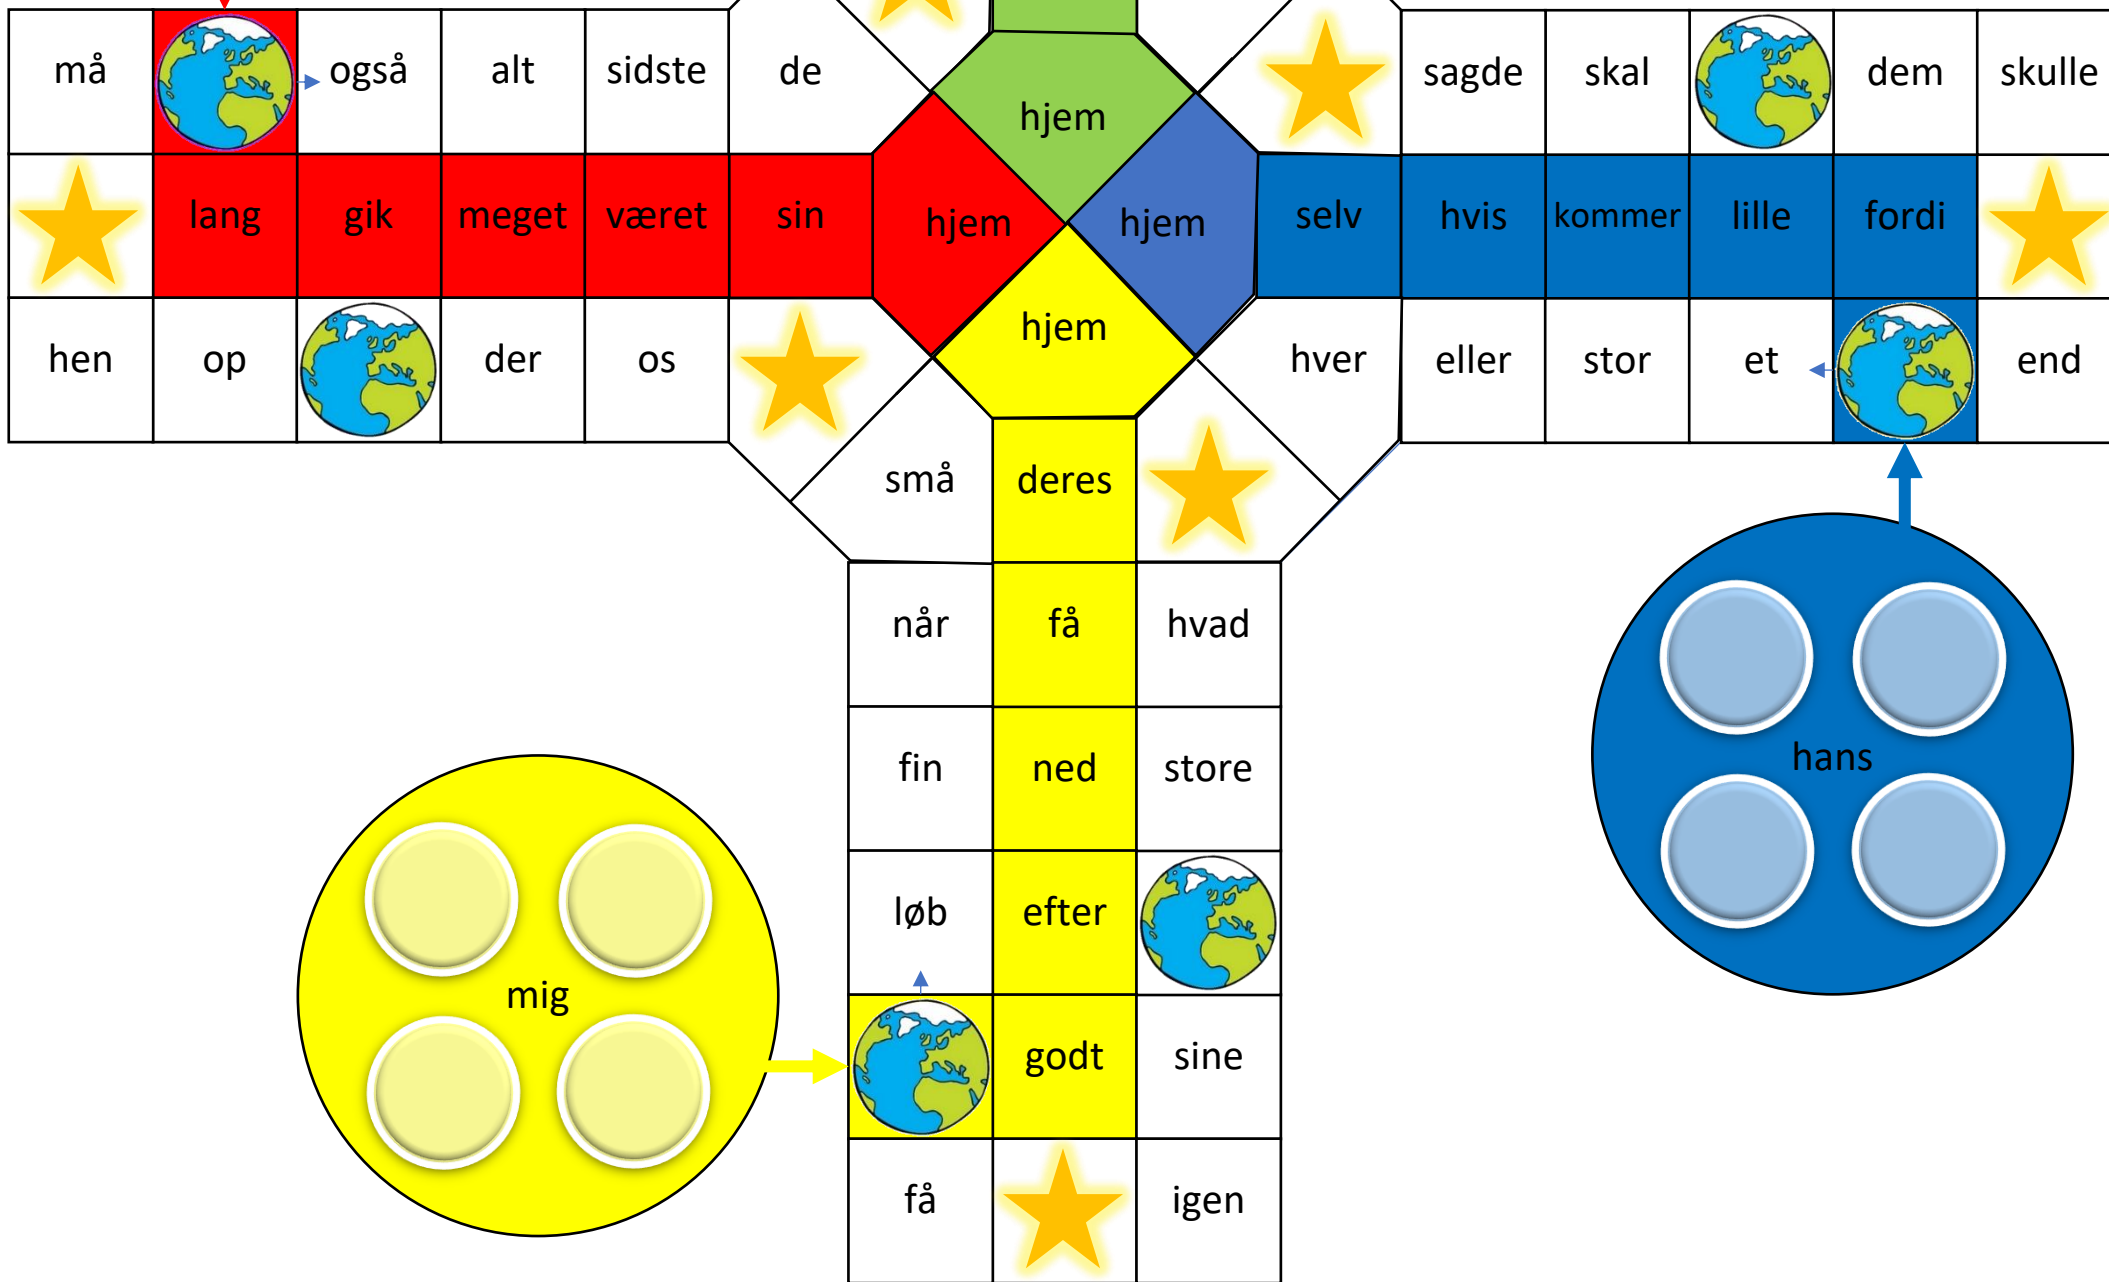 må også alt sidste de sagde skal dem skulle
hjem
lang gik meget været sin hjem hjem selv hvis kommer lille fordi
hjem
hen op der os hver eller stor et end
små deres
når få hvad
fin ned store
hans
løb efter
mig
godt sine
få igen